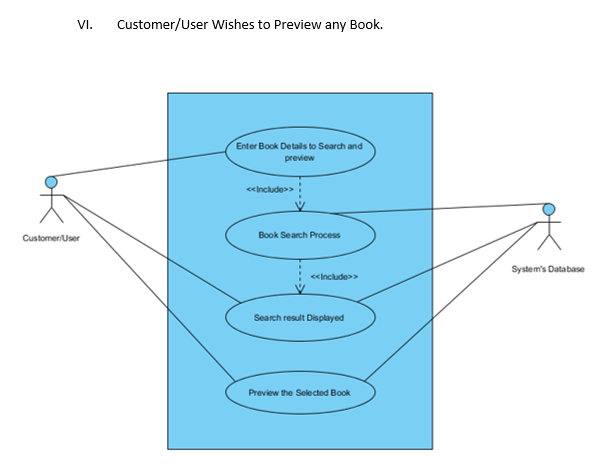 VI. Customer/User Wishes to Preview any Book.
Enter Book Details to Search and
preview
<<Include>>
Customer/User
Book Search Process
System's Database
<<Include>>
Search result Displayed
Preview the Selected Book